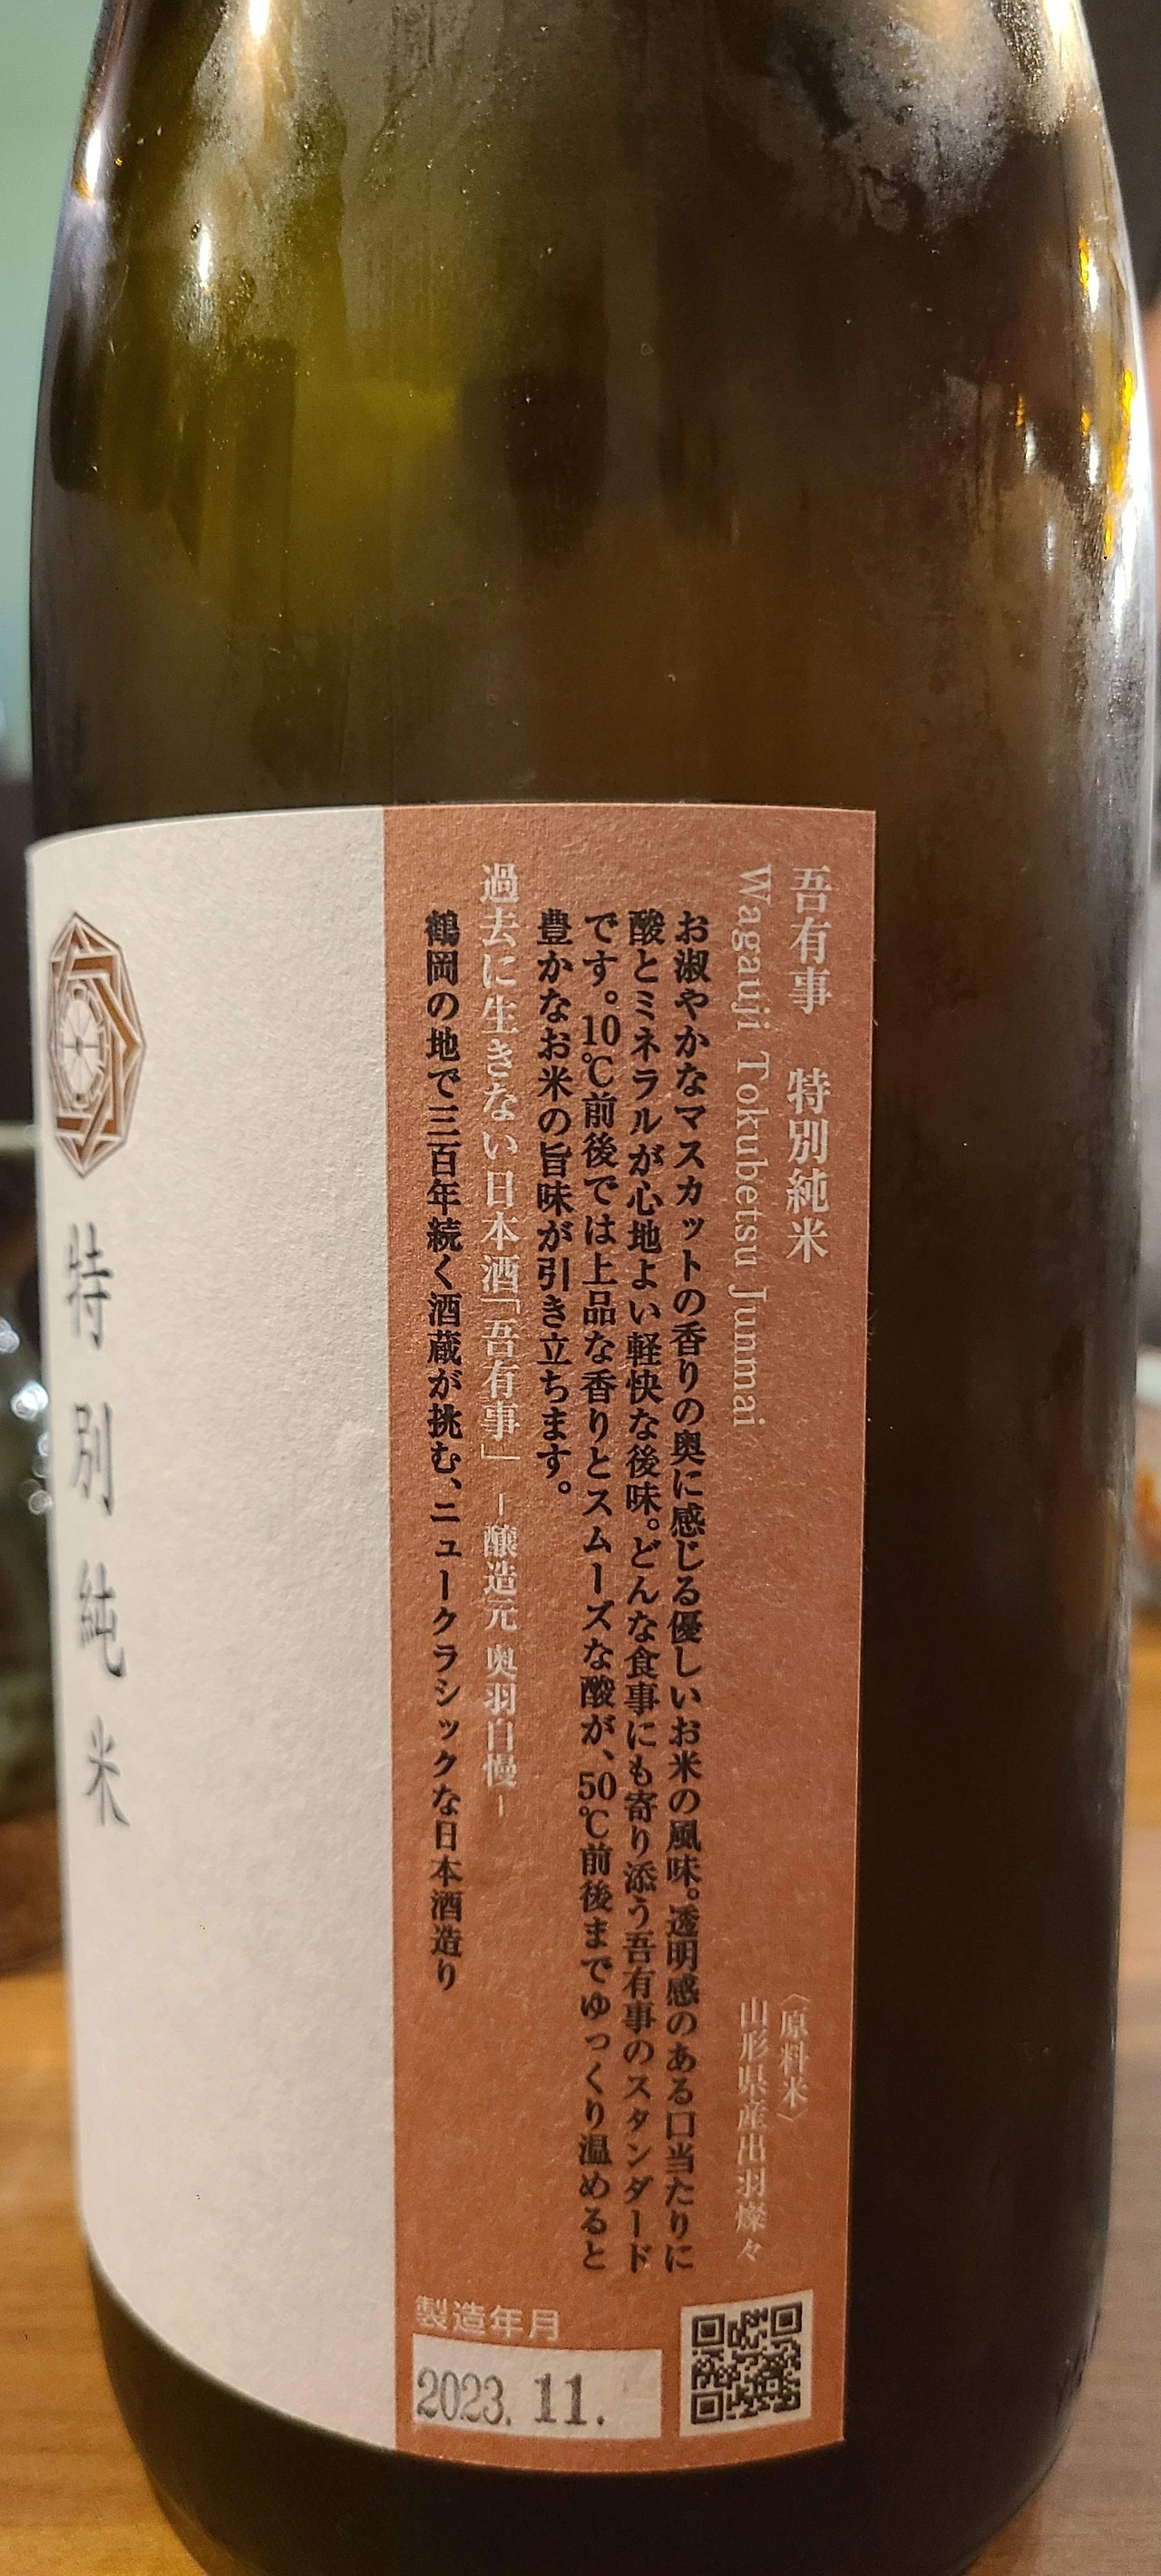 吾有事　特別純米
Wagauji Tokubetsu Junmai
〈原料米〉
山形県産出羽燦々
お淑やかなマスカットの香りの奥に感じる優しいお米の風味。透明感のある口当たりに
酸とミネラルが心地よい軽快な後味。どんな食事にも寄り添う吾有事のスタンダード
です。10℃前後では上品な香りとスムーズな酸が、50℃前後までゆっくり温めると
豊かなお米の旨味が引き立ちます。
過去に生きない日本酒「吾有事」 ー醸造元 奥羽自慢ー
鶴岡の地で三百年続く酒蔵が挑む、ニュークラシックな日本酒造り
製造年月
2023. 11.
特別純米